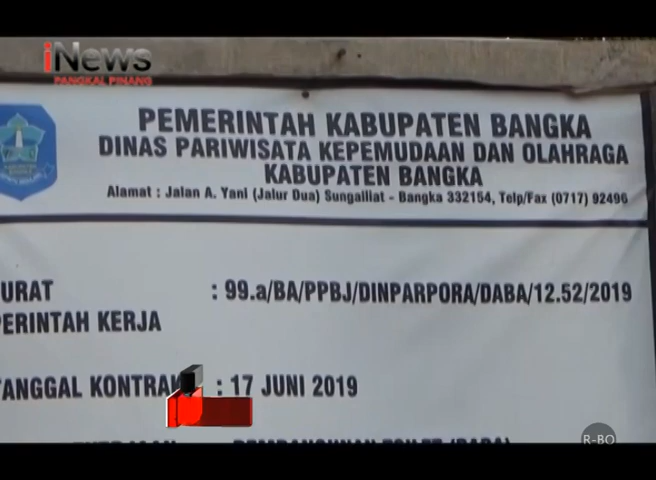 iNews
PANGKAL PINANG
PEMERINTAH KABUPATEN BANGKA
DINAS PARIWISATA KEPEMUDAAN DAN OLAHRAGA
KABUPATEN BANGKA
Alamat : Jalan A. Yani (Jalur Dua) Sungailiat - Bangka 332154, Telp/Fax (0717) 92496
URAT : 99.a/BA/PPBJ/DINPARPORA/DABA/12.52/2019
PERINTAH KERJA
TANGGAL KONTRAK : 17 JUNI 2019
R-BO